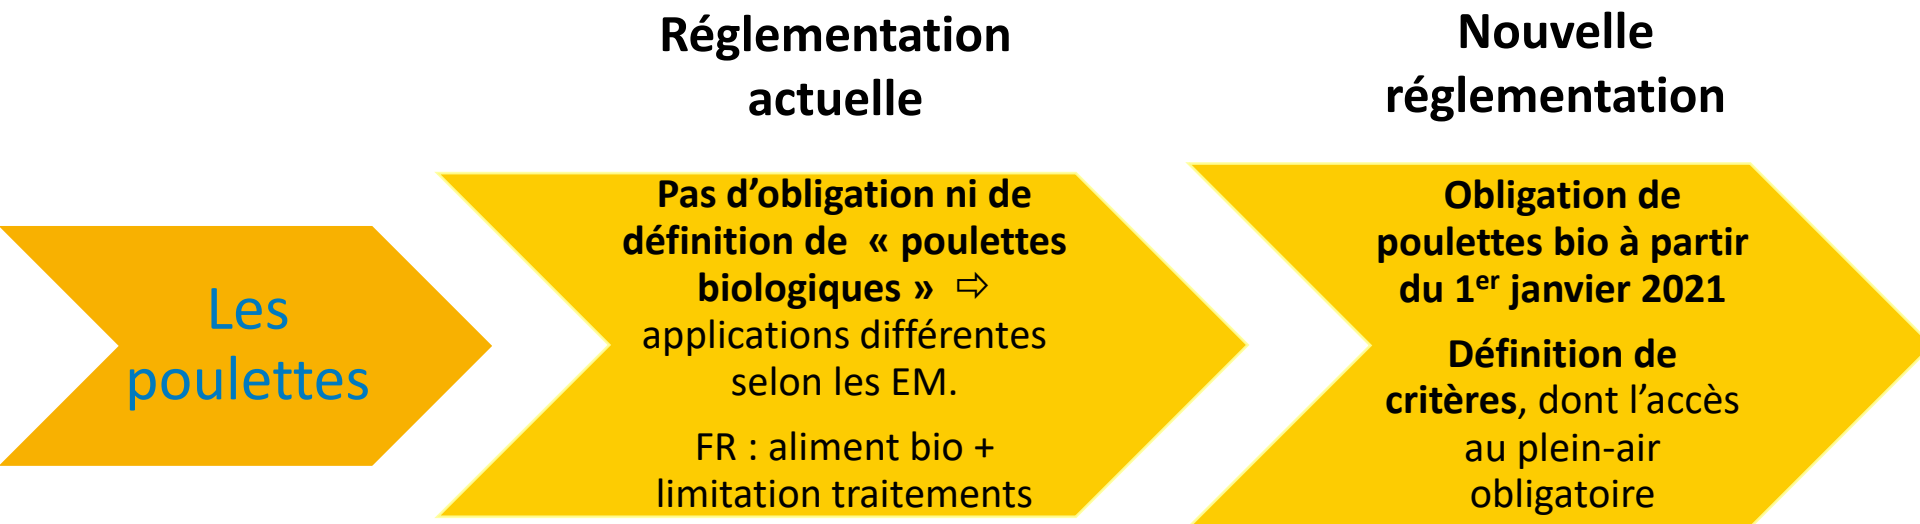 Réglementation
actuelle
Nouvelle
réglementation
Les
poulettes
Pas d’obligation ni de
définition de « poulettes
biologiques » ⇨
applications différentes
selon les EM.
FR : aliment bio +
limitation traitements
Obligation de
poulettes bio à partir
du 1er janvier 2021
Définition de
critères, dont l’accès
au plein-air
obligatoire